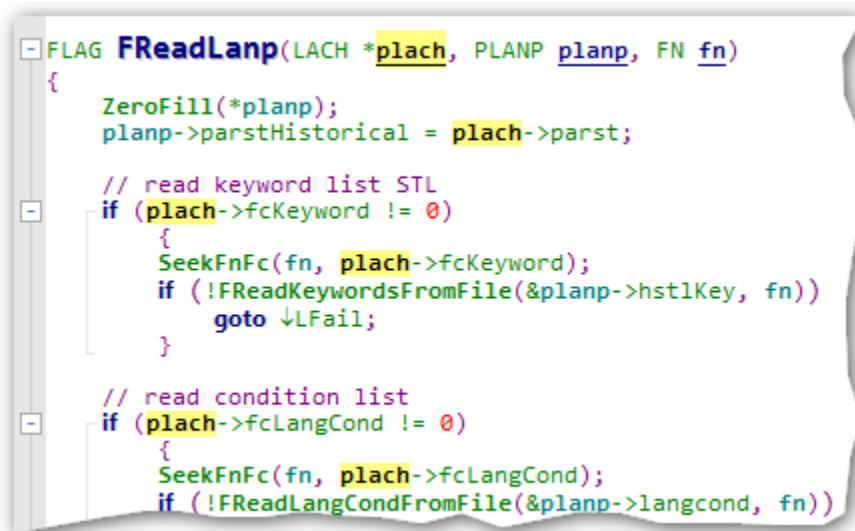 FLAG FReadLanp(LACH *plach, PLANP planp, FN fn)
{
ZeroFill(*planp);
planp->parstHistorical = plach->parst;
// read keyword list STL
if (plach->fcKeyword != 0)
{
SeekFnFc(fn, plach->fcKeyword);
if (!FReadKeywordsFromFile(&planp->hstlKey, fn))
goto ↓LFail;
}
// read condition list
if (plach->fcLangCond != 0)
{
SeekFnFc(fn, plach->fcLangCond);
if (!FReadLangCondFromFile(&planp->langcond, fn))